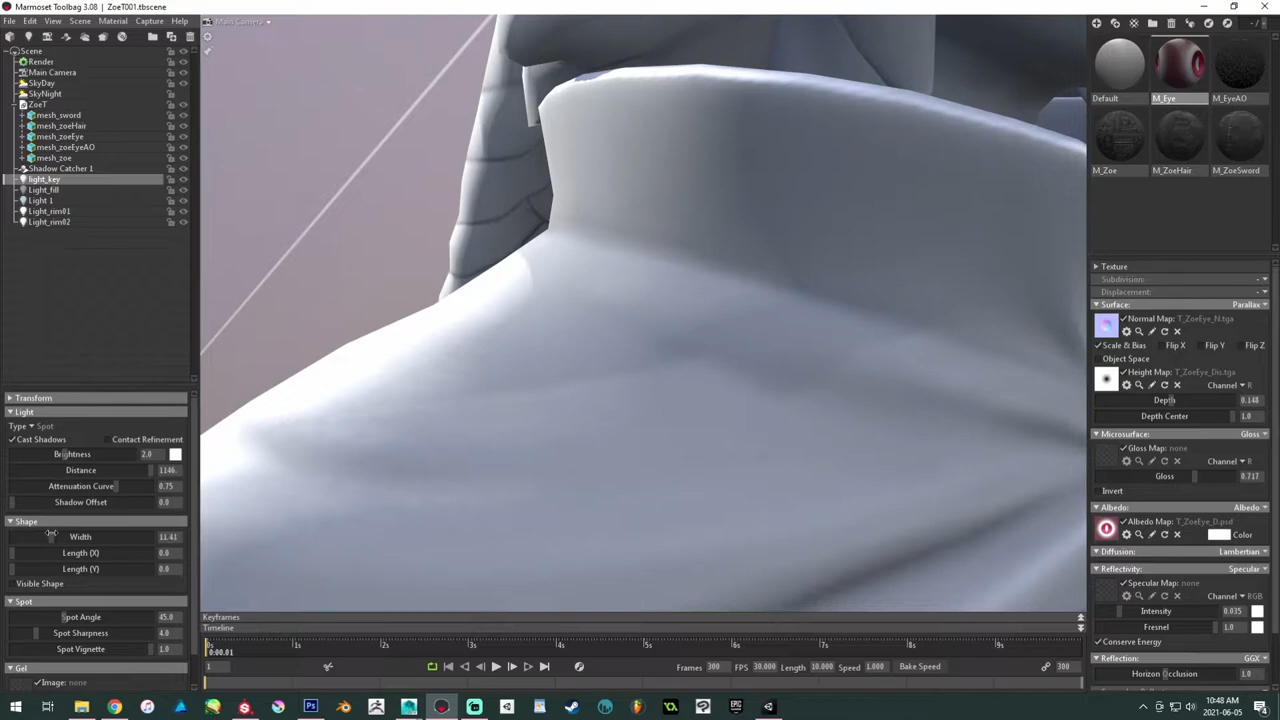 Marmoset Toolbag 3.08 | ZoeT001.tbscene
File Edit View Scene Material Capture Help
Main Camera
Scene
Render
Main Camera
SkyDay
SkyNight
ZoeT
mesh_sword
mesh_zoeHair
mesh_zoeEye
mesh_zoeEyeAO
mesh_zoe
Shadow Catcher 1
light_key
Light_fill
Light 1
Light_rim01
Light_rim02
Transform
Light
Type Spot
Cast Shadows Contact Refinement
Brightness 2.0
Distance 1146.
Attenuation Curve 0.75
Shadow Offset 0.0
Shape
Width 11.41
Length (X) 0.0
Length (Y) 0.0
Visible Shape
Spot
Spot Angle 45.0
Spot Sharpness 4.0
Spot Vignette 1.0
Gel
Image: none
Keyframes
Timeline
0s 1s 2s 3s 4s 5s 6s 7s 8s 9s
0:00.01
1 Frames 300 FPS 30.000 Length 10.000 Speed 1.000 Bake Speed 300
Default M_Eye M_EyeAO
M_Zoe M_ZoeHair M_ZoeSword
Texture
Subdivision:
Displacement:
Surface: Parallax
Normal Map: T_ZoeEye_N.tga
Scale & Bias Flip X Flip Y Flip Z
Object Space
Height Map: T_ZoeEye_Dis.tga
Channel R
Depth 0.148
Depth Center 1.0
Microsurface: Gloss
Gloss Map: none
Channel R
Gloss 0.717
Invert
Albedo: Albedo
Albedo Map: T_ZoeEye_D.psd
Color
Diffusion: Lambertian
Reflectivity: Specular
Specular Map: none
Channel RGB
Intensity 0.035
Fresnel 1.0
Conserve Energy
Reflection: GGX
Horizon Occlusion 1.0
10:48 AM
2021-06-05